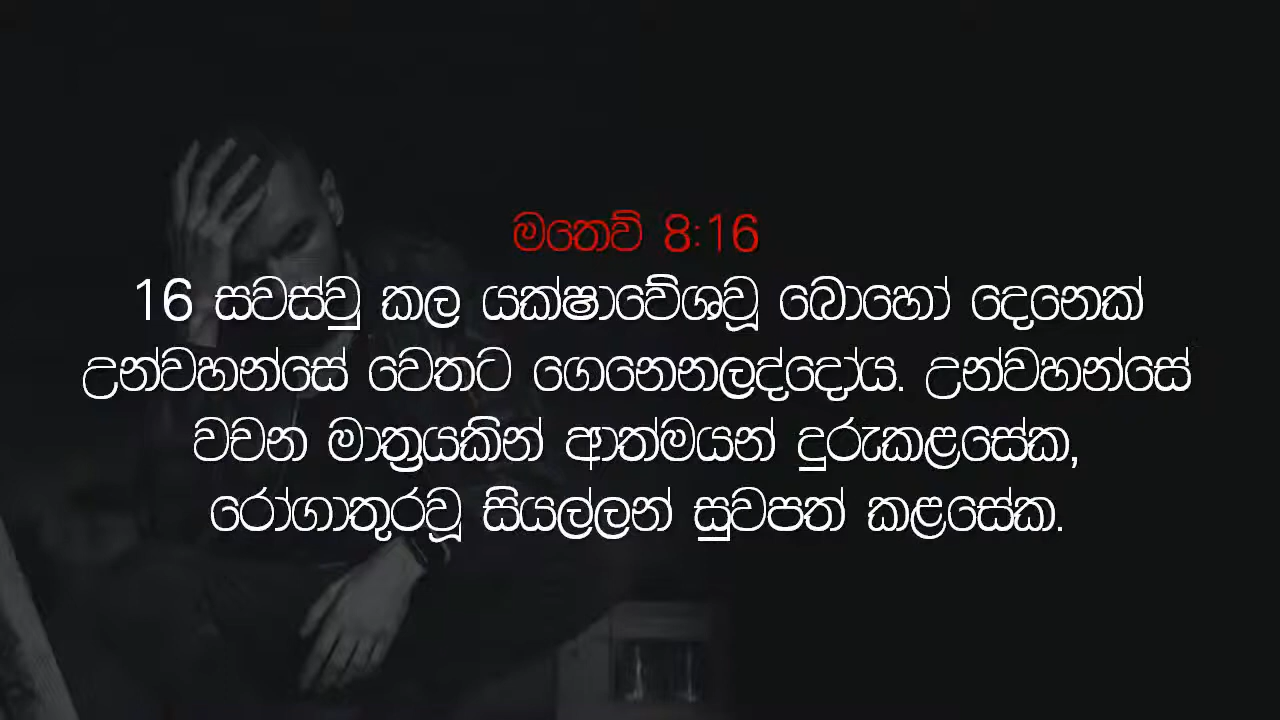 මතෙව් 8:16
16 සවස්වු කල යක්ෂාවේශවූ බොහෝ දෙනෙක්
උන්වහන්සේ වෙතට ගෙනෙනලද්දෝය. උන්වහන්සේ
වචන මාත්‍රයකින් ආත්මයන් දුරුකළසේක,
රෝගාතුරවූ සියල්ලන් සුවපත් කළසේක.